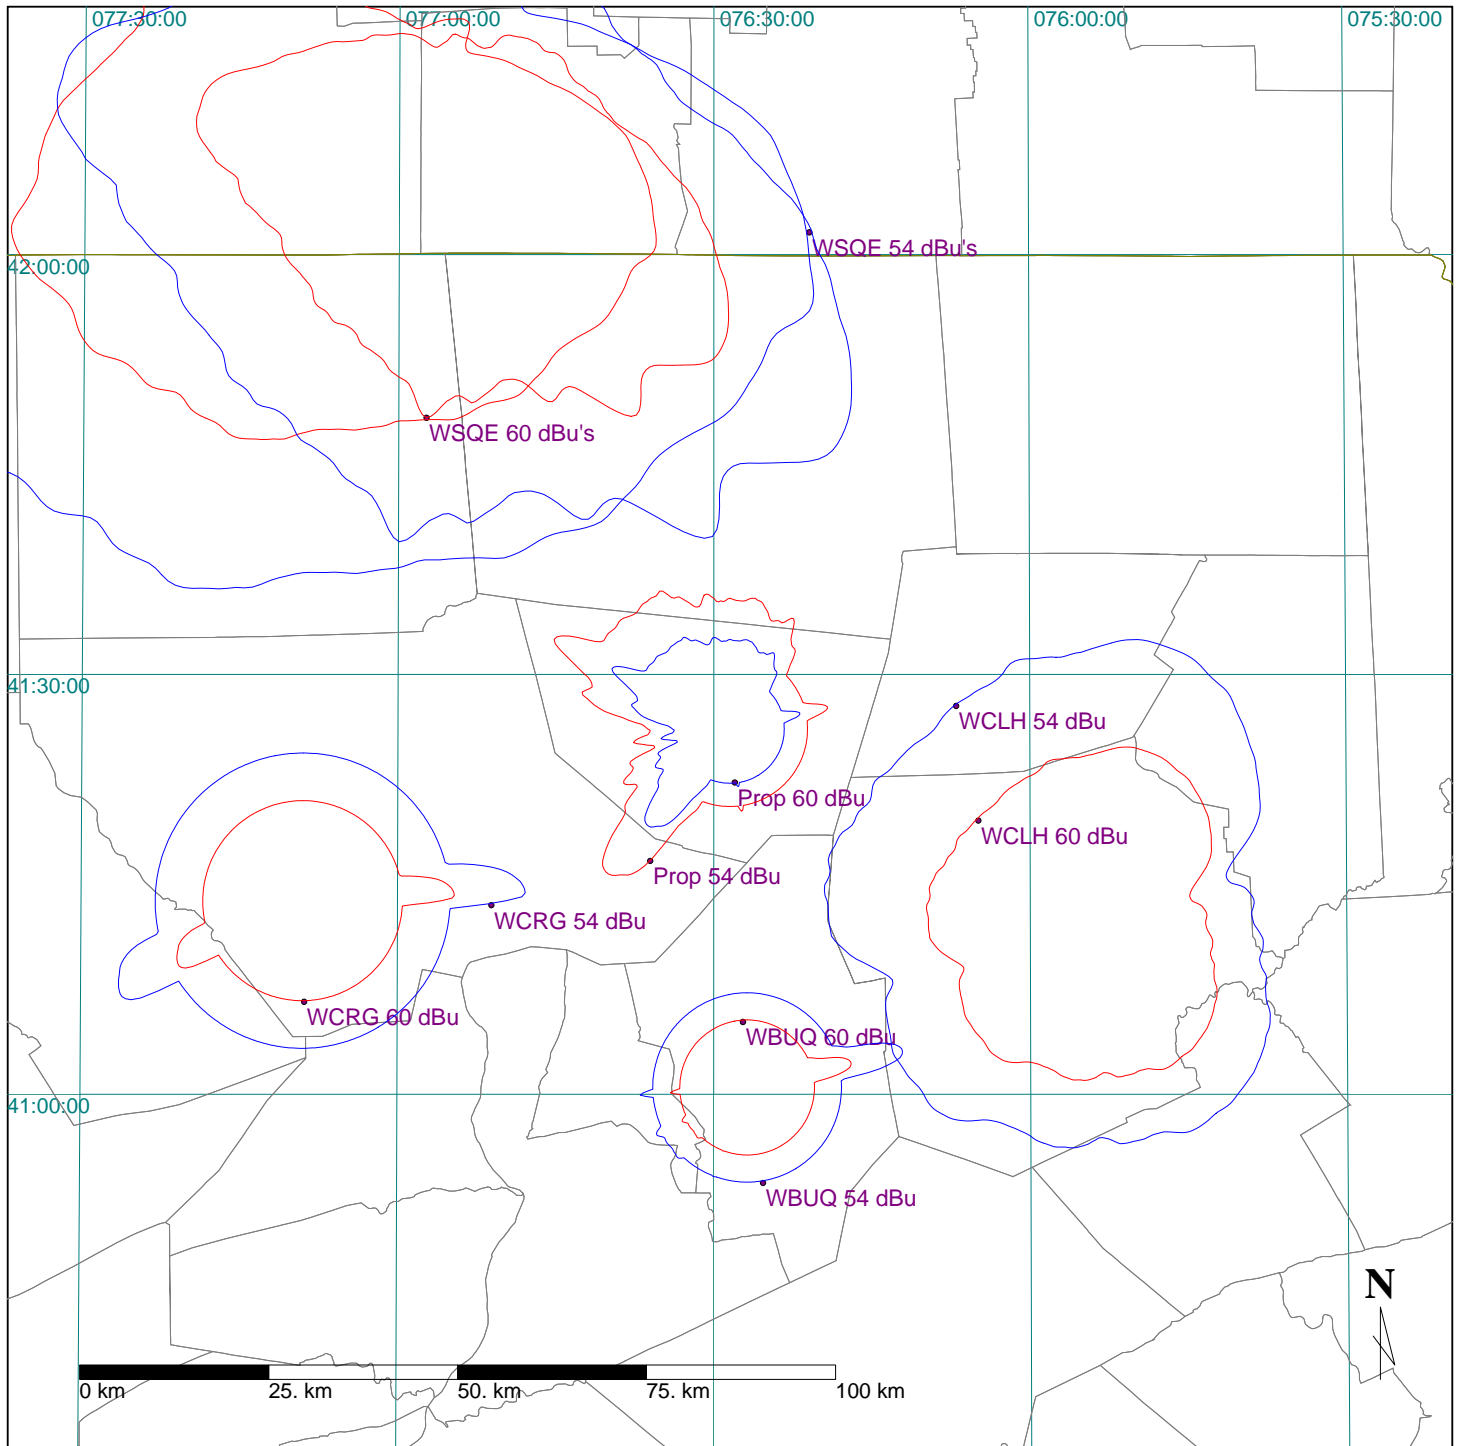 077:30:00
077:00:00
076:30:00
076:00:00
075:30:00
WSQE 54 dBu's
42:00:00
WSQE 60 dBu's
41:30:00
WCLH 54 dBu
Prop 60 dBu
WCLH 60 dBu
Prop 54 dBu
WCRG 54 dBu
WCRG 60 dBu
WBUQ 60 dBu
41:00:00
WBUQ 54 dBu
N
0 km
25. km
50. km
75. km
100 km